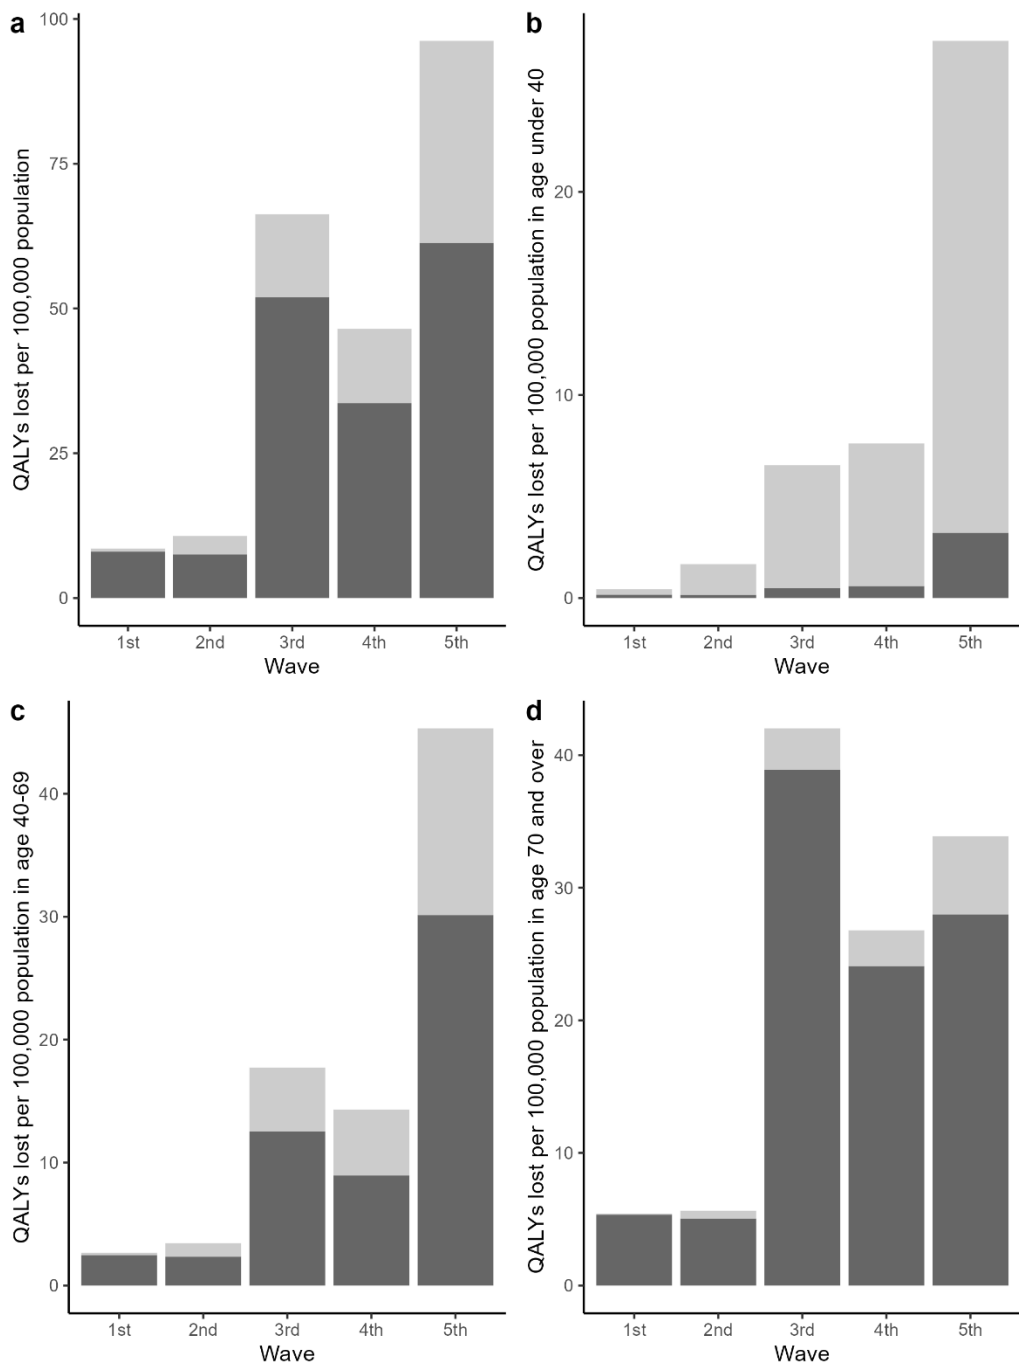 a
QALYs lost per 100,000 population
100
75
50
25
0
1st 2nd 3rd 4th 5th
Wave
b
QALYs lost per 100,000 population in age under 40
20
10
0
1st 2nd 3rd 4th 5th
Wave
c
QALYs lost per 100,000 population in age 40-69
40
30
20
10
0
1st 2nd 3rd 4th 5th
Wave
d
QALYs lost per 100,000 population in age 70 and over
40
30
20
10
0
1st 2nd 3rd 4th 5th
Wave